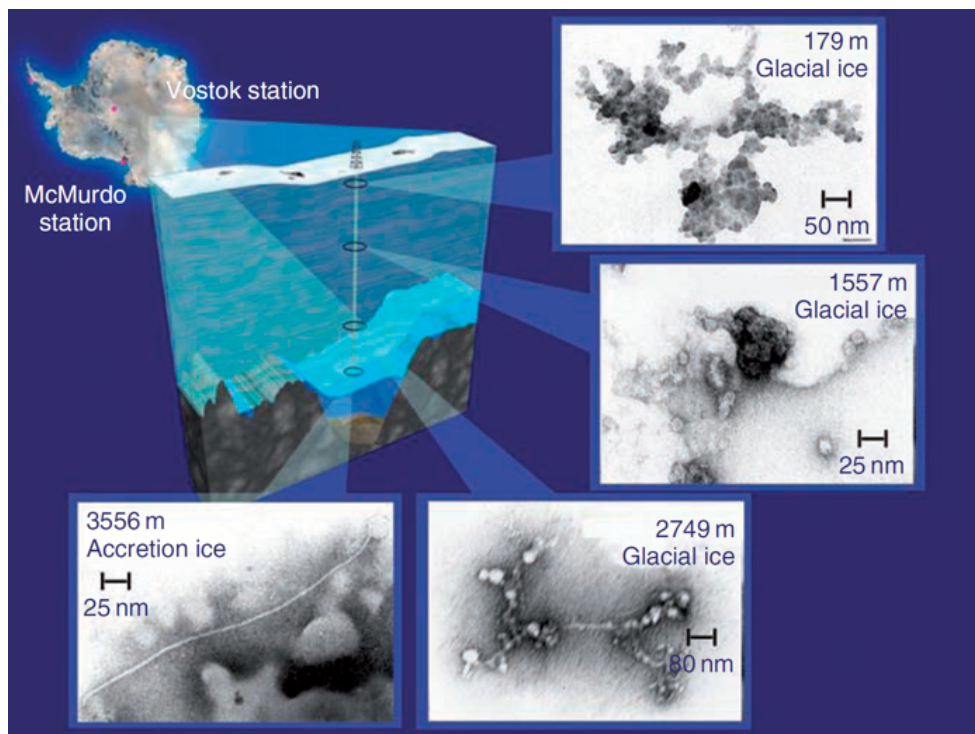 Vostok station
McMurdo
station
179 m
Glacial ice
50 nm
1557 m
Glacial ice
25 nm
3556 m
Accretion ice
25 nm
2749 m
Glacial ice
80 nm